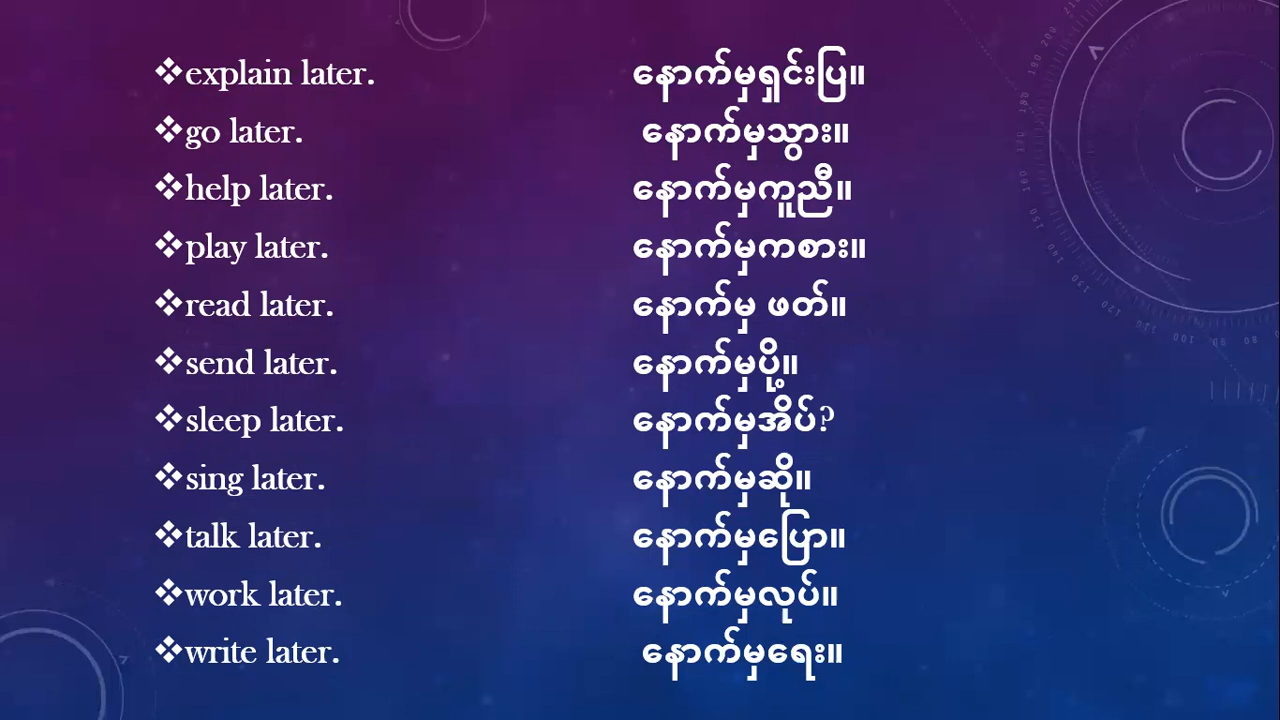 ❖explain later. နောက်မှရှင်းပြ။
❖go later. နောက်မှသွား။
❖help later. နောက်မှကူညီ။
❖play later. နောက်မှကစား။
❖read later. နောက်မှ ဖတ်။
❖send later. နောက်မှပို့။
❖sleep later. နောက်မှအိပ်?
❖sing later. နောက်မှဆို။
❖talk later. နောက်မှပြော။
❖work later. နောက်မှလုပ်။
❖write later. နောက်မှရေး။